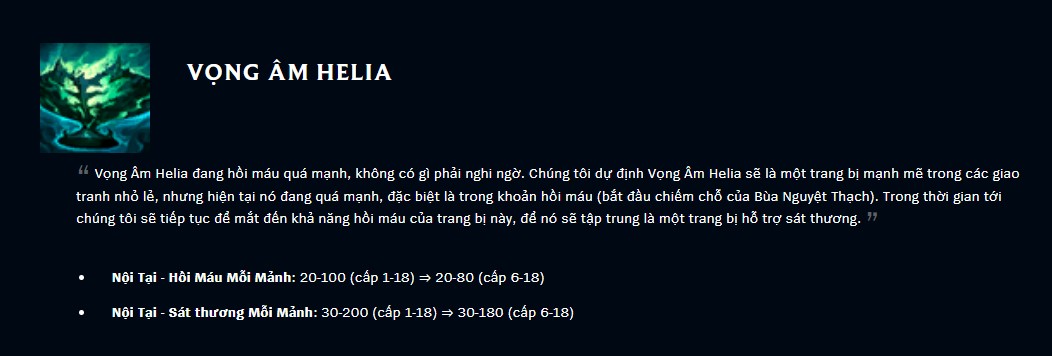 VỌNG ÂM HELIA
“ Vọng Âm Helia đang hồi máu quá mạnh, không có gì phải nghi ngờ. Chúng tôi dự định Vọng Âm Helia sẽ là một trang bị mạnh mẽ trong các giao
tranh nhỏ lẻ, nhưng hiện tại nó đang quá mạnh, đặc biệt là trong khoản hồi máu (bắt đầu chiếm chỗ của Bùa Nguyệt Thạch). Trong thời gian tới
chúng tôi sẽ tiếp tục để mắt đến khả năng hồi máu của trang bị này, để nó sẽ tập trung là một trang bị hỗ trợ sát thương. ”
• Nội Tại - Hồi Máu Mỗi Mảnh: 20-100 (cấp 1-18) ⇒ 20-80 (cấp 6-18)
• Nội Tại - Sát thương Mỗi Mảnh: 30-200 (cấp 1-18) ⇒ 30-180 (cấp 6-18)